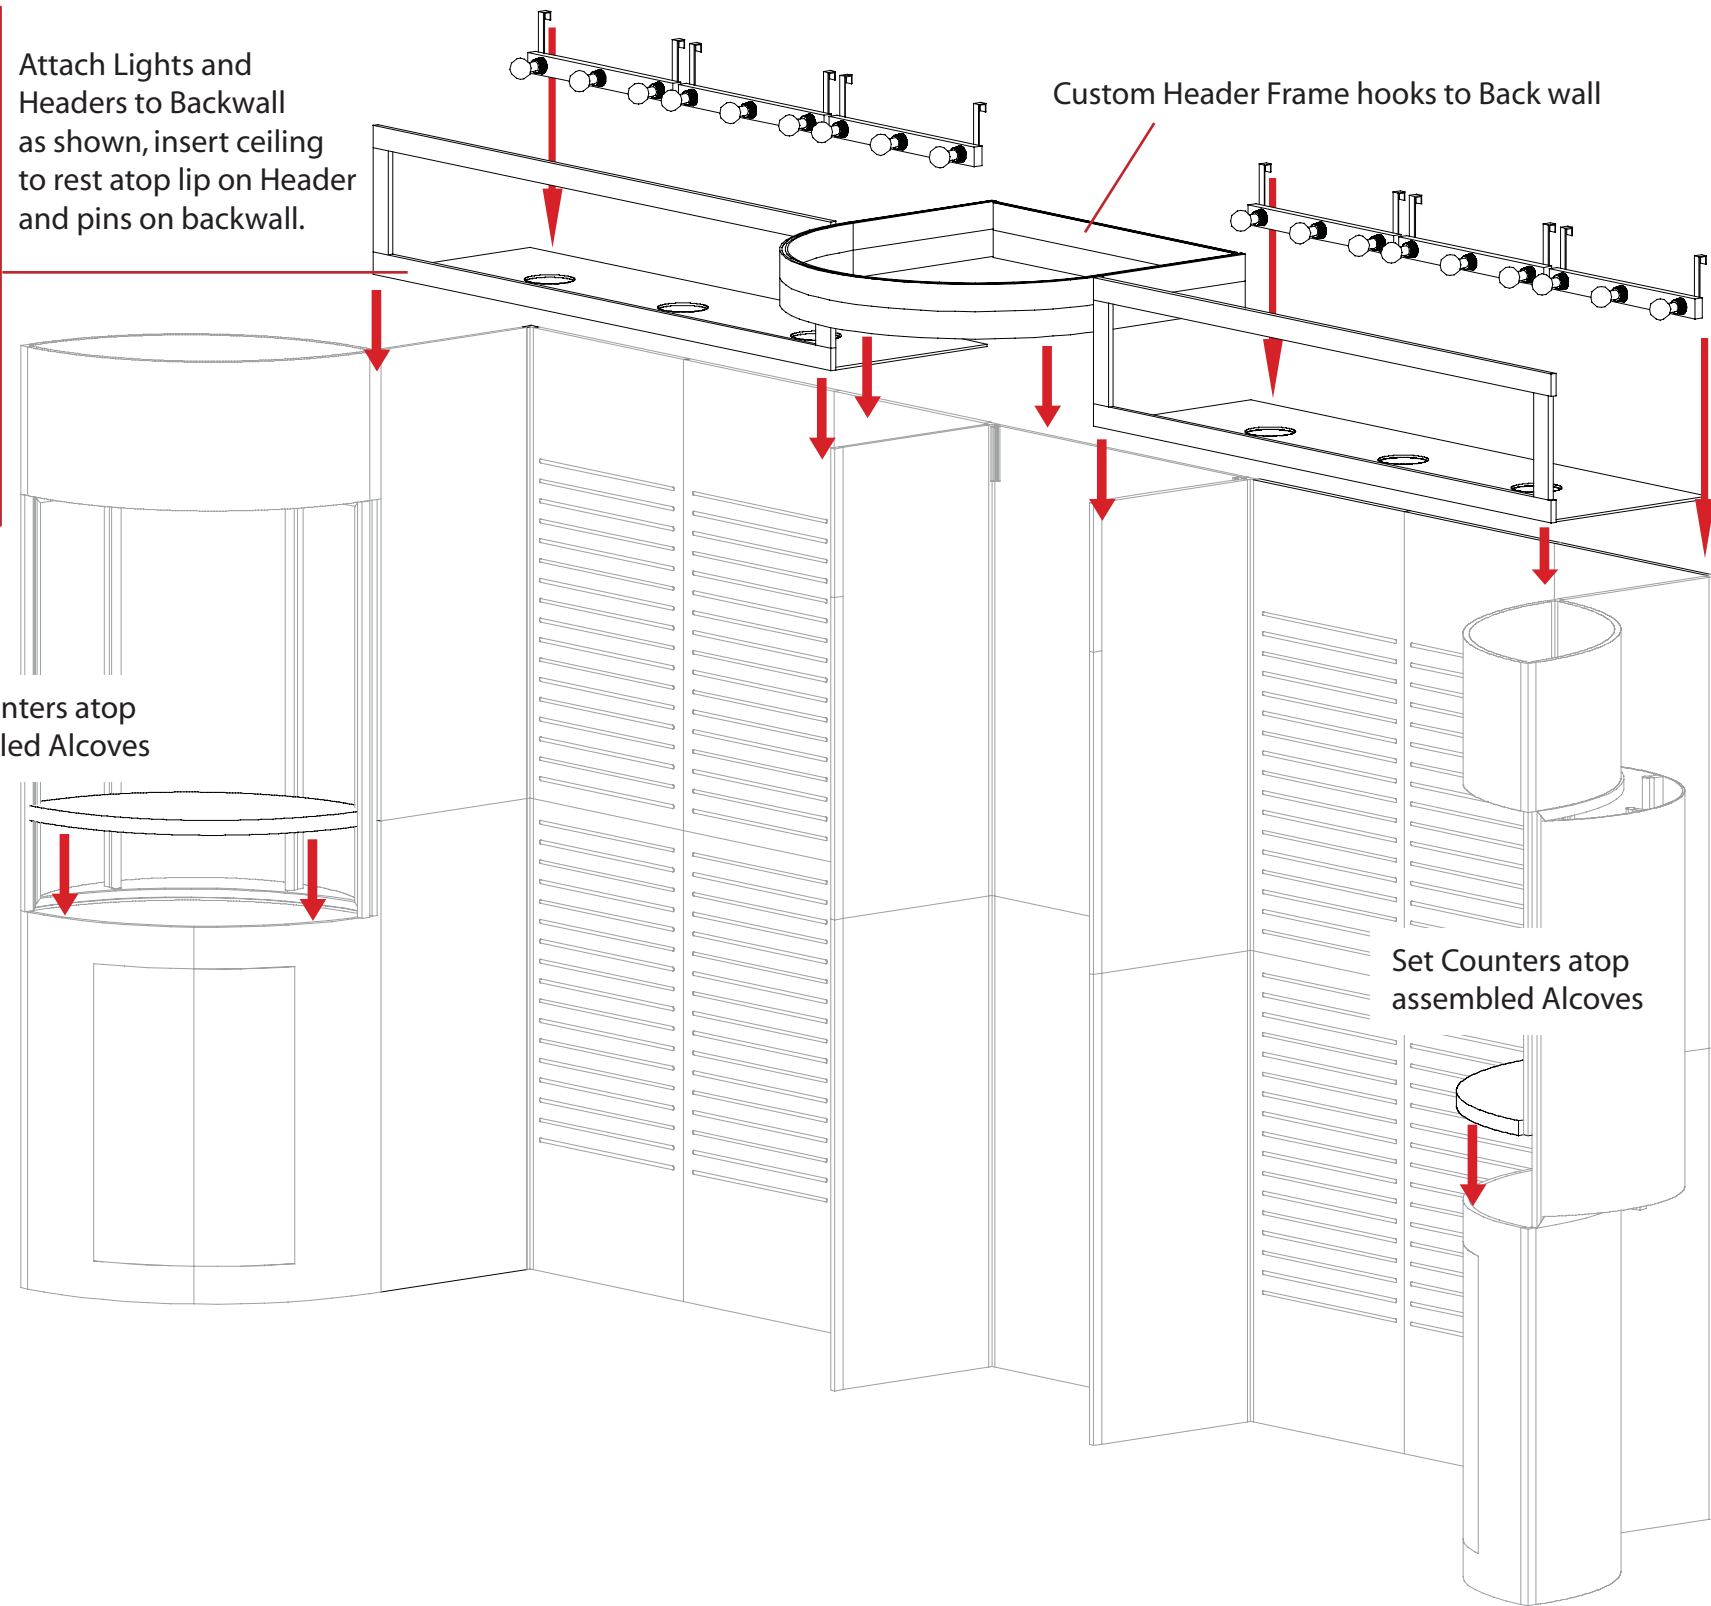 Attach Lights and
Headers to Backwall
as shown, insert ceiling
to rest atop lip on Header
and pins on backwall.
Custom Header Frame hooks to Back wall
nters atop
led Alcoves
Set Counters atop
assembled Alcoves